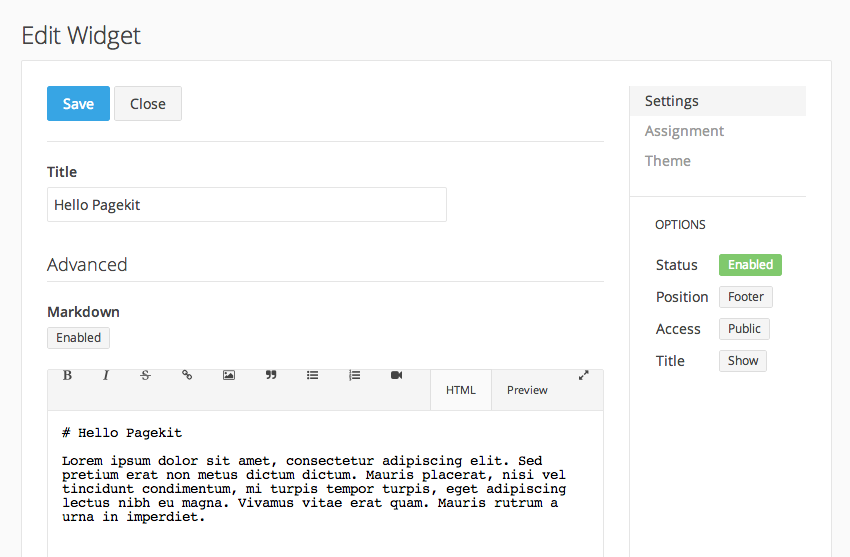 Edit Widget
Save Close
Settings
Assignment
Theme
Title
Hello Pagekit
OPTIONS
Status Enabled
Position Footer
Access Public
Title Show
Advanced
Markdown
Enabled
B I S HTML Preview
# Hello Pagekit
Lorem ipsum dolor sit amet, consectetur adipiscing elit. Sed
pretium erat non metus dictum dictum. Mauris placerat, nisi vel
tincidunt condimentum, mi turpis tempor turpis, eget adipiscing
lectus nibh eu magna. Vivamus vitae erat quam. Mauris rutrum a
urna in imperdiet.